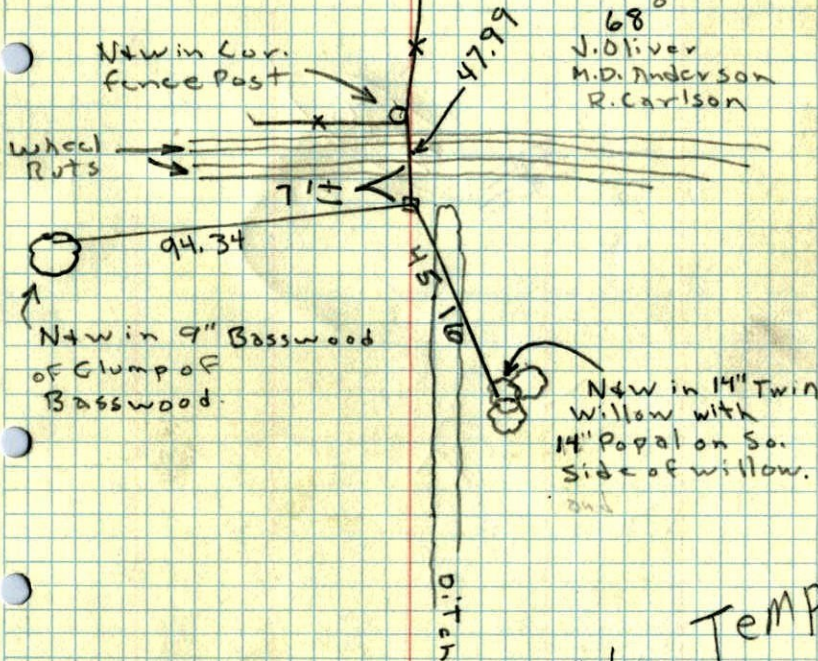 68°
J. Oliver
M.D. Anderson
R. Carlson
N&W in Cor.
Fence Post
47.99
Wheel
Ruts
7'±
94.34
45.16
N&W in 9" Basswood
of Clump of
Basswood.
N&W in 14" Twin
Willow with
14" Popal on So.
side of willow.
and
Ditch
Temp